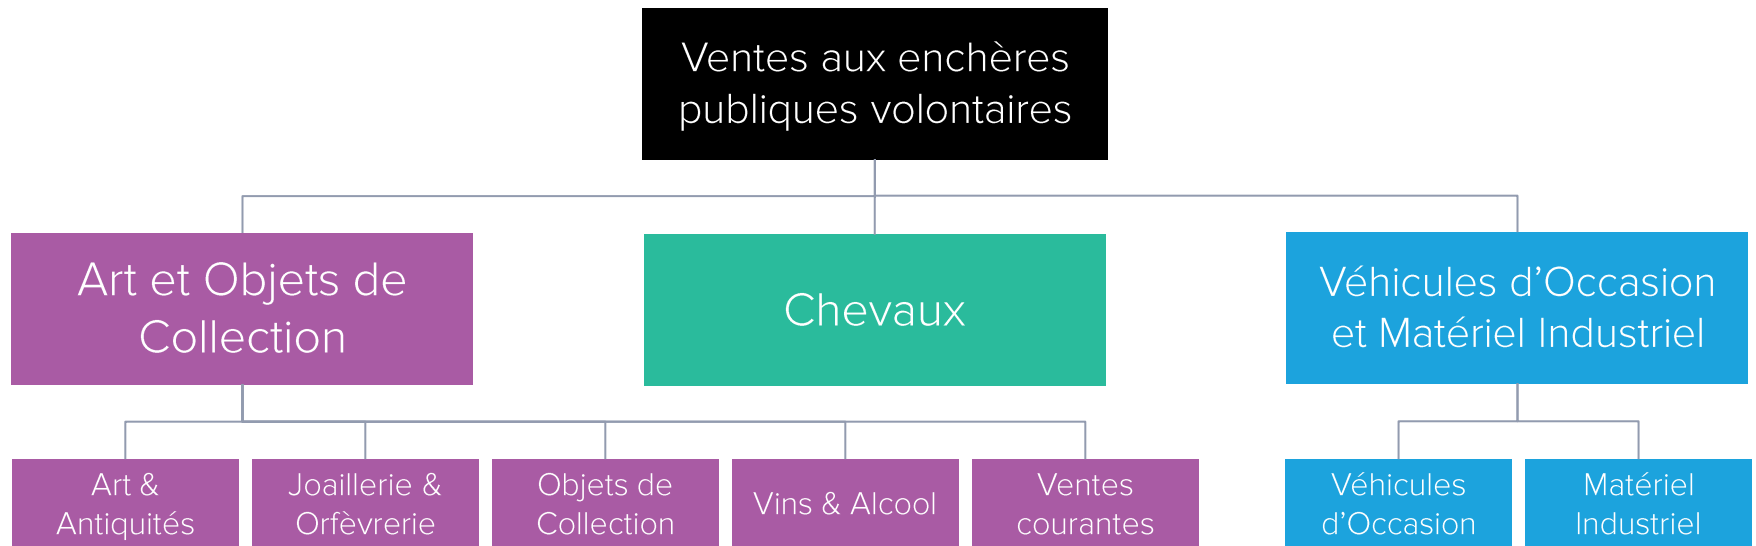 Ventes aux enchères
publiques volontaires
Art et Objets de
Collection
Chevaux
Véhicules d’Occasion
et Matériel Industriel
Art &
Antiquités
Joaillerie &
Orfèvrerie
Objets de
Collection
Vins & Alcool
Ventes
courantes
Véhicules
d’Occasion
Matériel
Industriel